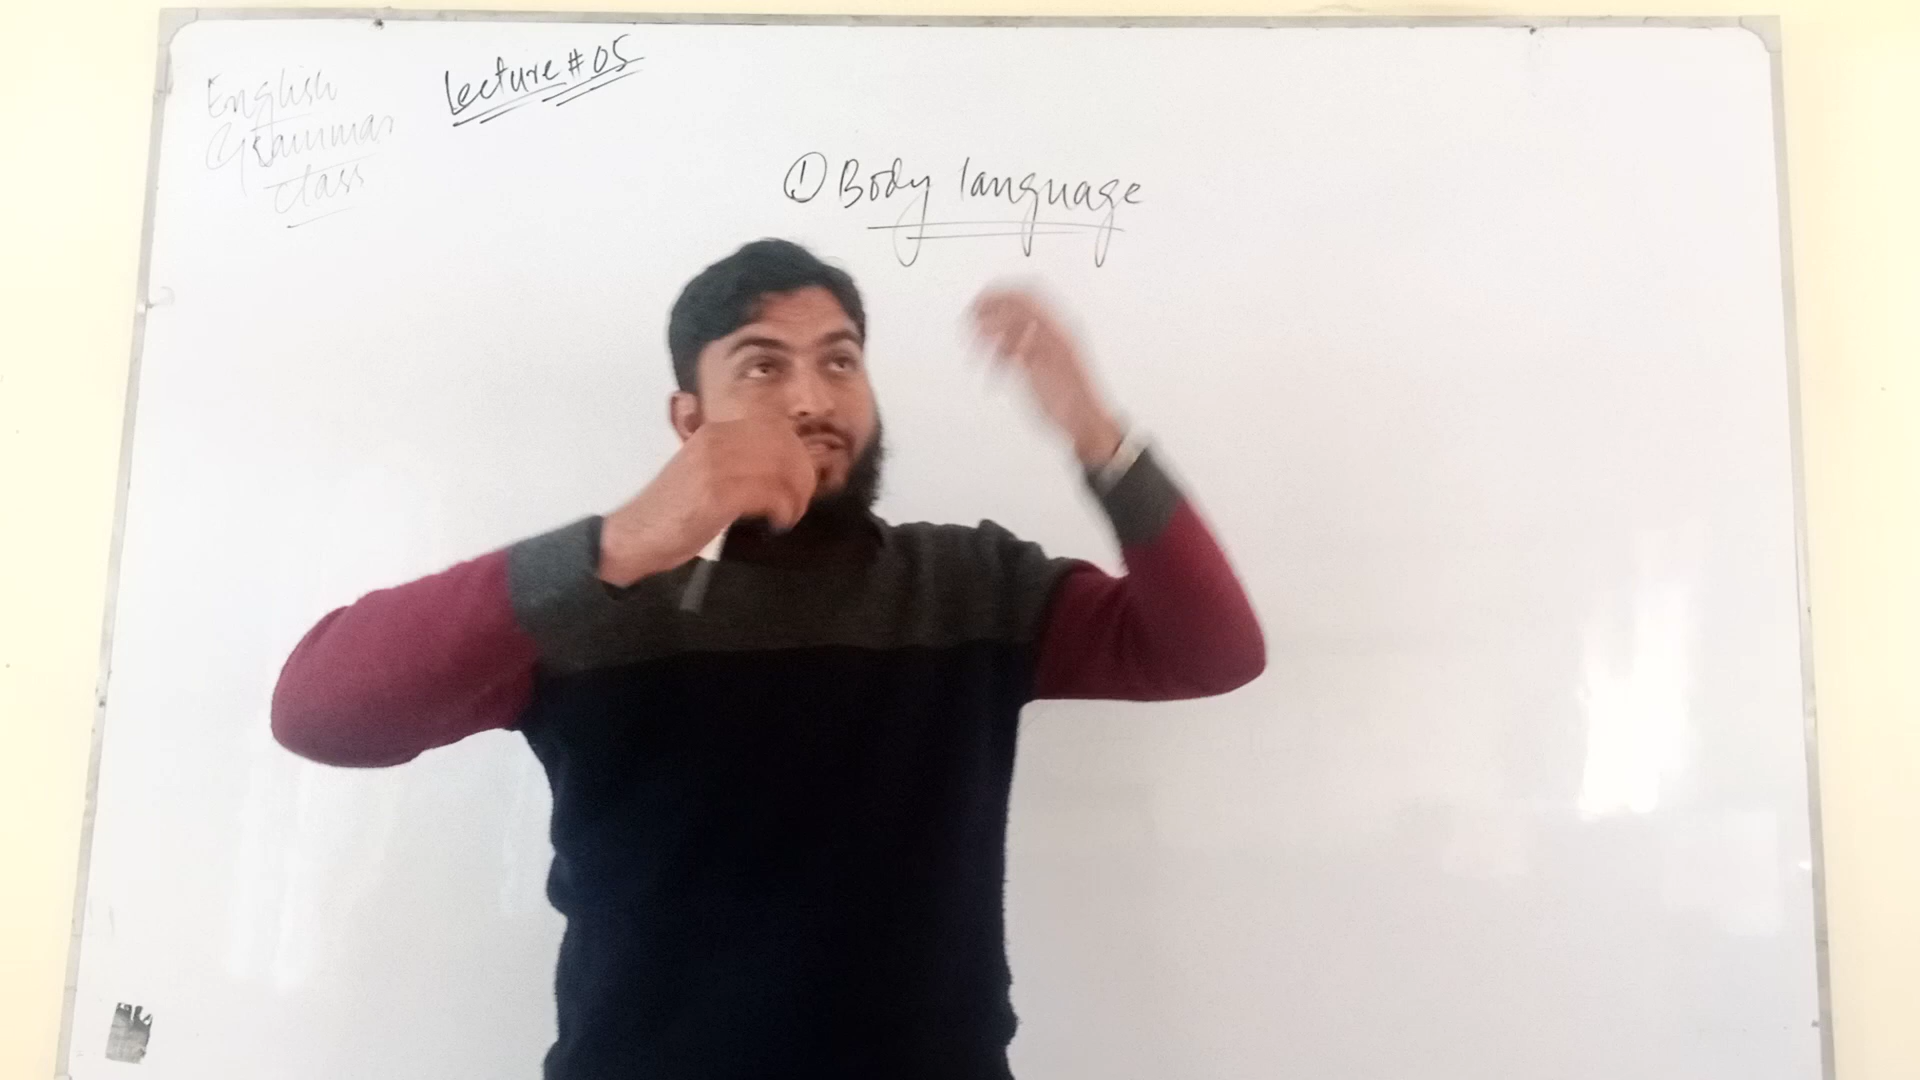 English
Grammar
class
Lecture # 05
① Body language